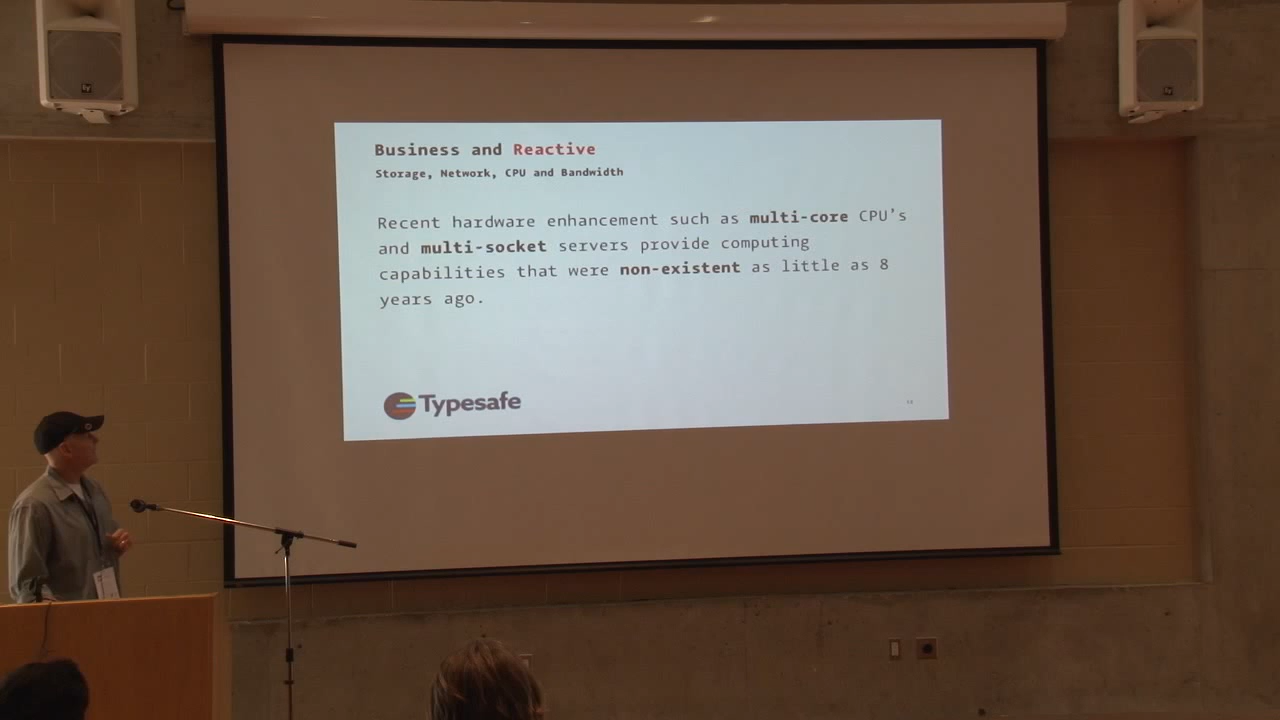 Business and Reactive
Storage, Network, CPU and Bandwidth
Recent hardware enhancement such as multi-core CPU's
and multi-socket servers provide computing
capabilities that were non-existent as little as 8
years ago.
Typesafe